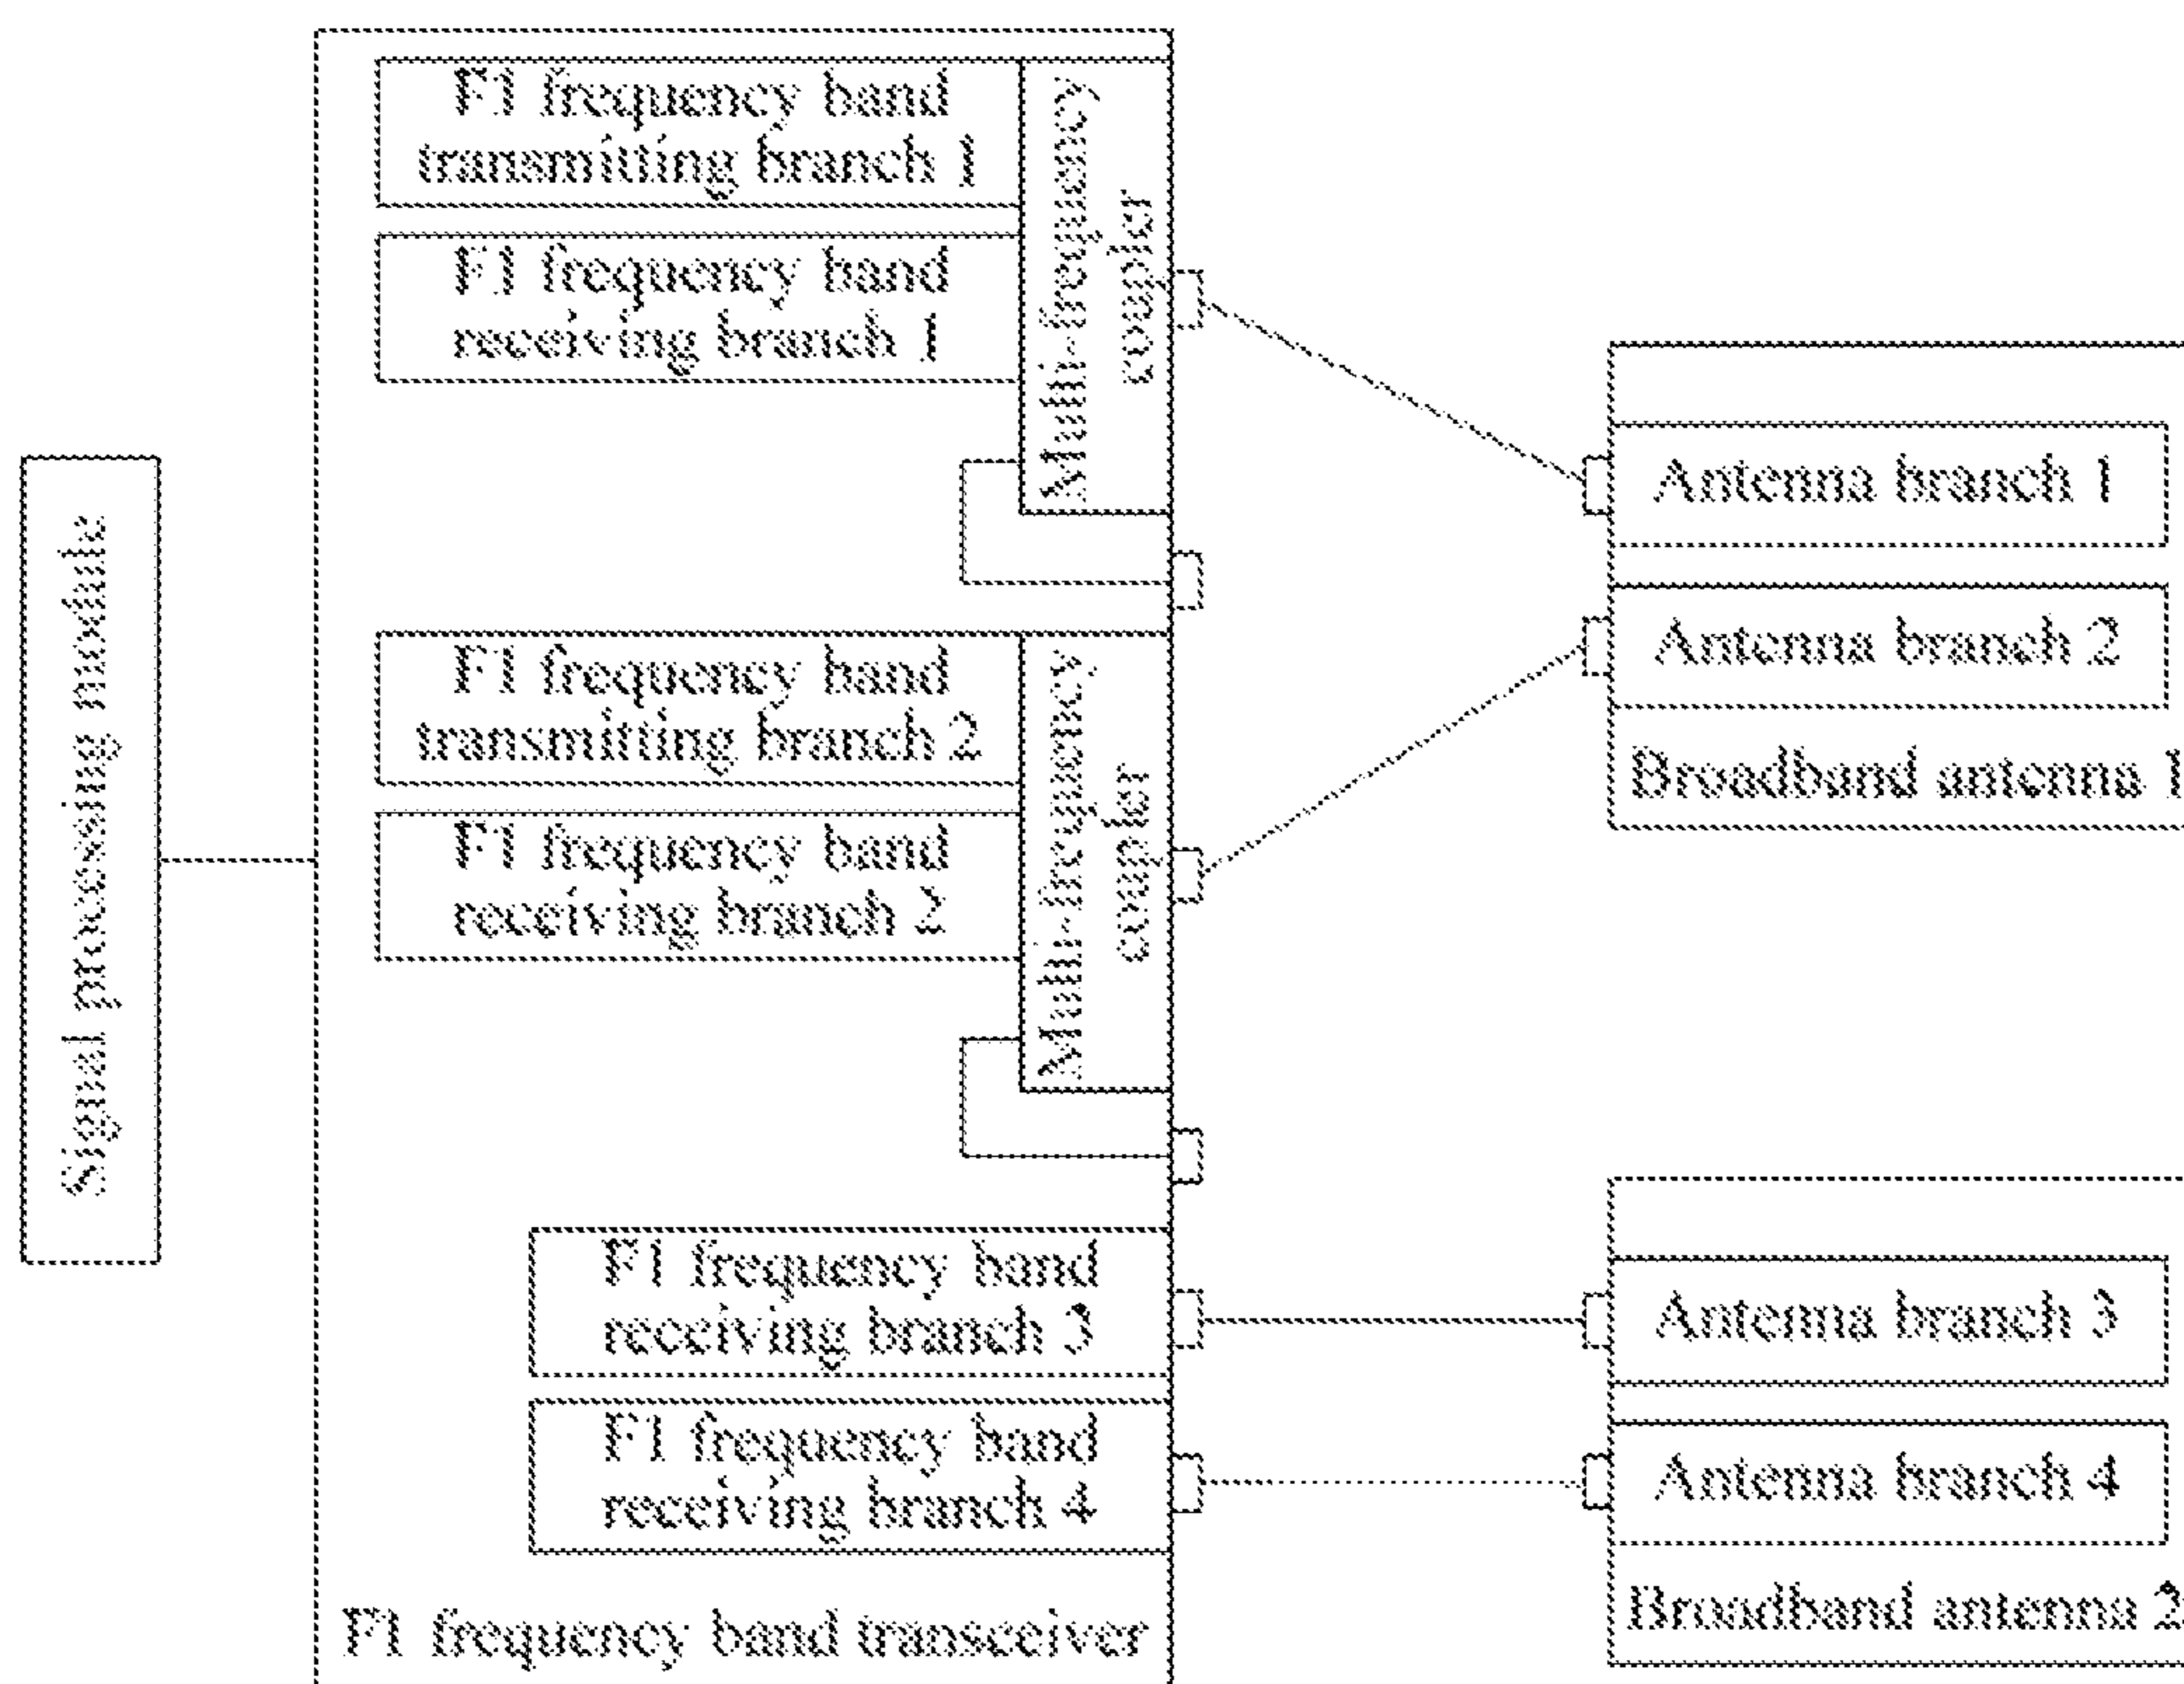 Signal processing module
F1 frequency band
transmitting branch 1
F1 frequency band
receiving branch 1
Multi-frequency
coupler
F1 frequency band
transmitting branch 2
F1 frequency band
receiving branch 2
Multi-frequency
coupler
F1 frequency band
receiving branch 3
F1 frequency band
receiving branch 4
F1 frequency band transceiver
Antenna branch 1
Antenna branch 2
Broadband antenna 1
Antenna branch 3
Antenna branch 4
Broadband antenna 2